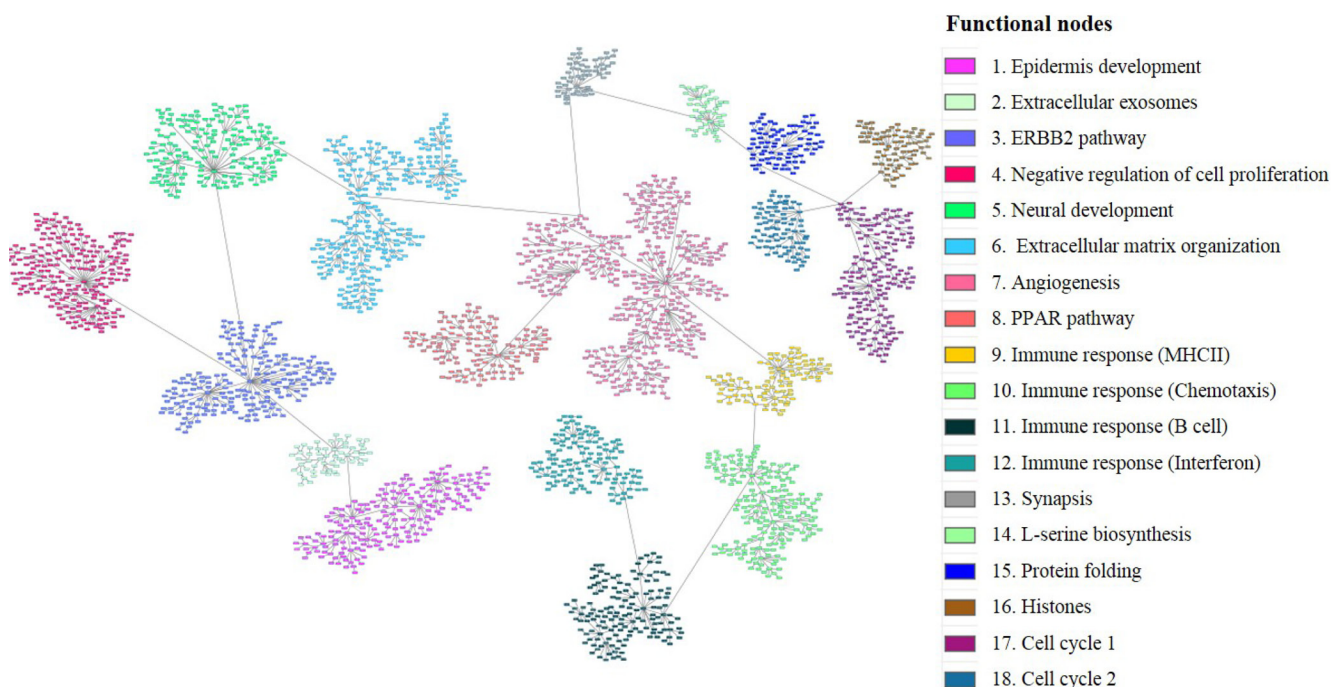 Functional nodes
1. Epidermis development
2. Extracellular exosomes
3. ERBB2 pathway
4. Negative regulation of cell proliferation
5. Neural development
6. Extracellular matrix organization
7. Angiogenesis
8. PPAR pathway
9. Immune response (MHCII)
10. Immune response (Chemotaxis)
11. Immune response (B cell)
12. Immune response (Interferon)
13. Synapsis
14. L-serine biosynthesis
15. Protein folding
16. Histones
17. Cell cycle 1
18. Cell cycle 2